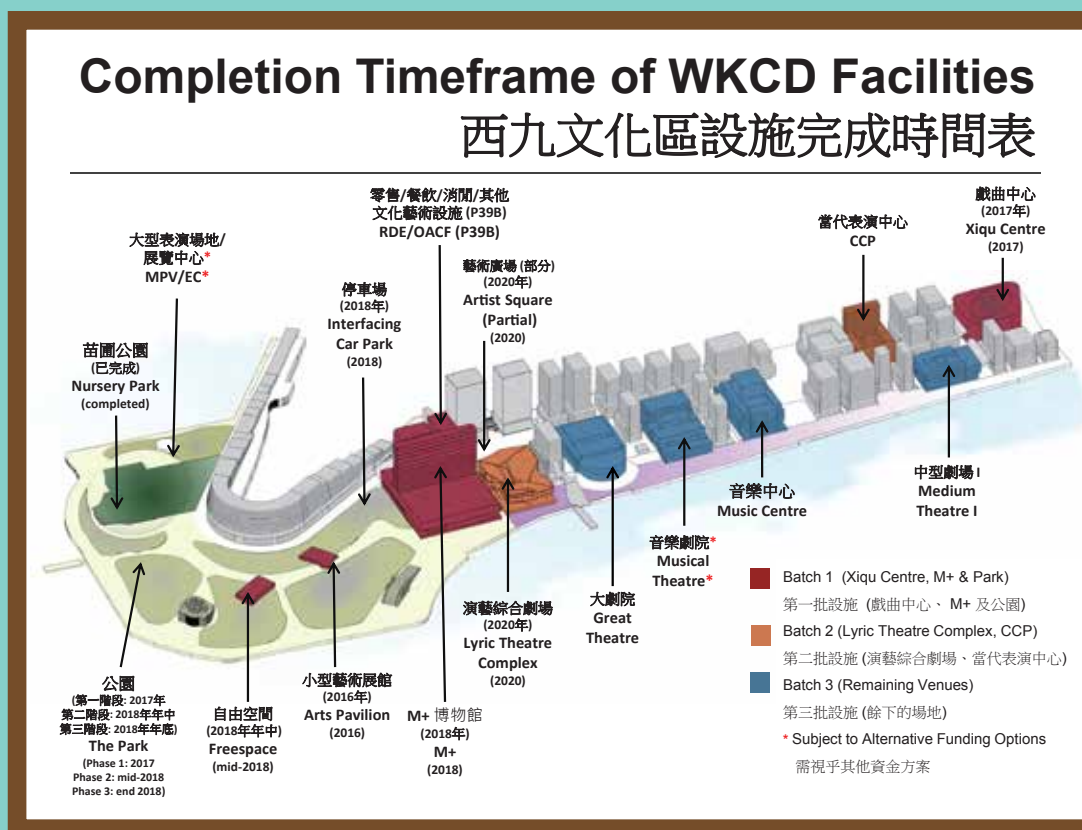 Completion Timeframe of WKCD Facilities
西九文化區設施完成時間表
零售/餐飲/消閒/其他
文化藝術設施 (P39B)
RDE/OACF (P39B)
戲曲中心
(2017年)
Xiqu Centre
(2017)
當代表演中心
CCP
大型表演場地/
展覽中心*
MPV/EC*
藝術廣場 (部分)
(2020年)
Artist Square
(Partial)
(2020)
停車場
(2018年)
Interfacing
Car Park
(2018)
苗圃公園
(已完成)
Nursery Park
(completed)
中型劇場 I
Medium
Theatre I
音樂中心
Music Centre
音樂劇院*
Musical
Theatre*
大劇院
Great
Theatre
演藝綜合劇場
(2020年)
Lyric Theatre
Complex
(2020)
公園
(第一階段: 2017年
第二階段: 2018年年中
第三階段: 2018年年底)
The Park
(Phase 1: 2017
Phase 2: mid-2018
Phase 3: end 2018)
自由空間
(2018年年中)
Freespace
(mid-2018)
小型藝術展館
(2016年)
Arts Pavilion
(2016)
M+ 博物館
(2018年)
M+
(2018)
Batch 1 (Xiqu Centre, M+ & Park)
第一批設施 (戲曲中心、 M+ 及公園)
Batch 2 (Lyric Theatre Complex, CCP)
第二批設施 (演藝綜合劇場、當代表演中心)
Batch 3 (Remaining Venues)
第三批設施 (餘下的場地)
* Subject to Alternative Funding Options
需視乎其他資金方案